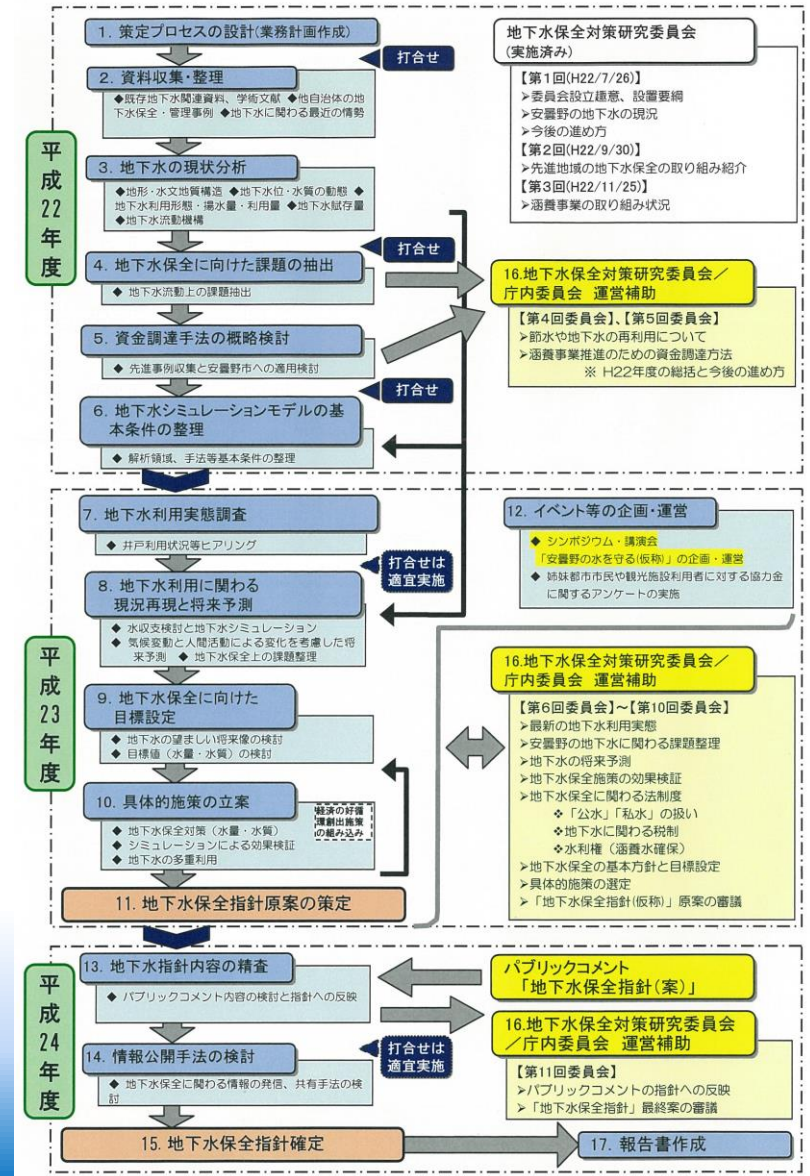 平成22年度
1. 策定プロセスの設計(業務計画作成)
打合せ
2. 資料収集・整理
◆既存地下水関連資料、学術文献 ◆他自治体の地
下水保全・管理事例 ◆地下水に関わる最近の情勢
3. 地下水の現状分析
◆地形・水文地質構造 ◆地下水位・水質の動態 ◆
地下水利用形態・揚水量・利用量 ◆地下水賦存量
◆地下水流動機構
打合せ
4. 地下水保全に向けた課題の抽出
◆ 地下水流動上の課題抽出
5. 資金調達手法の概略検討
◆ 先進事例収集と安曇野市への適用検討
打合せ
6. 地下水シミュレーションモデルの基
本条件の整理
◆ 解析領域、手法等基本条件の整理
地下水保全対策研究委員会
(実施済み)
【第1回(H22/7/26)】
➢委員会設立趣意、設置要綱
➢安曇野の地下水の現況
➢今後の進め方
【第2回(H22/9/30)】
➢先進地域の地下水保全の取り組み紹介
【第3回(H22/11/25)】
➢涵養事業の取り組み状況
16.地下水保全対策研究委員会／
庁内委員会 運営補助
【第4回委員会】、【第5回委員会】
➢節水や地下水の再利用について
➢涵養事業推進のための資金調達方法
※ H22年度の総括と今後の進め方
平成23年度
7. 地下水利用実態調査
◆ 井戸利用状況等ヒアリング
打合せは
適宜実施
8. 地下水利用に関わる
現況再現と将来予測
◆ 水収支検討と地下水シミュレーション
◆ 気候変動と人間活動による変化を考慮した将
来予測 ◆ 地下水保全上の課題整理
9. 地下水保全に向けた
目標設定
◆ 地下水の望ましい将来像の検討
◆ 目標値（水量・水質）の検討
10. 具体的施策の立案
経済の好循
環創出施策
の組み込み
◆ 地下水保全対策（水量・水質）
◆ シミュレーションによる効果検証
◆ 地下水の多重利用
11. 地下水保全指針原案の策定
12. イベント等の企画・運営
◆ シンポジウム・講演会
「安曇野の水を守る(仮称)」の企画・運営
◆ 姉妹都市市民や観光施設利用者に対する協力金
に関するアンケートの実施
16.地下水保全対策研究委員会／
庁内委員会 運営補助
【第6回委員会】～【第10回委員会】
➢最新の地下水利用実態
➢安曇野の地下水に関わる課題整理
➢地下水の将来予測
➢地下水保全施策の効果検証
➢地下水保全に関わる法制度
❖「公水」「私水」の扱い
❖地下水に関わる税制
❖水利権（涵養水確保）
➢地下水保全の基本方針と目標設定
➢具体的施策の選定
➢「地下水保全指針(仮称)」原案の審議
平成24年度
13. 地下水指針内容の精査
◆ パブリックコメント内容の検討と指針への反映
14. 情報公開手法の検討
打合せは
適宜実施
◆ 地下水保全に関わる情報の発信、共有手法の検
討
15. 地下水保全指針確定
パブリックコメント
「地下水保全指針(案)」
16.地下水保全対策研究委員会
／庁内委員会 運営補助
【第11回委員会】
➢パブリックコメントの指針への反映
➢「地下水保全指針」最終案の審議
17. 報告書作成